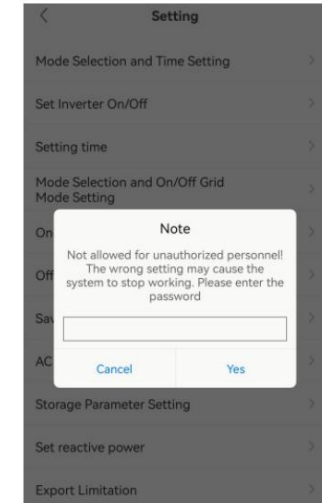 Setting
Mode Selection and Time Setting
Set Inverter On/Off
Setting time
Mode Selection and On/Off Grid
Mode Setting
On
Note
Not allowed for unauthorized personnel!
The wrong setting may cause the
system to stop working. Please enter the
password
Off
Sav
AC
Cancel
Yes
Storage Parameter Setting
Set reactive power
Export Limitation